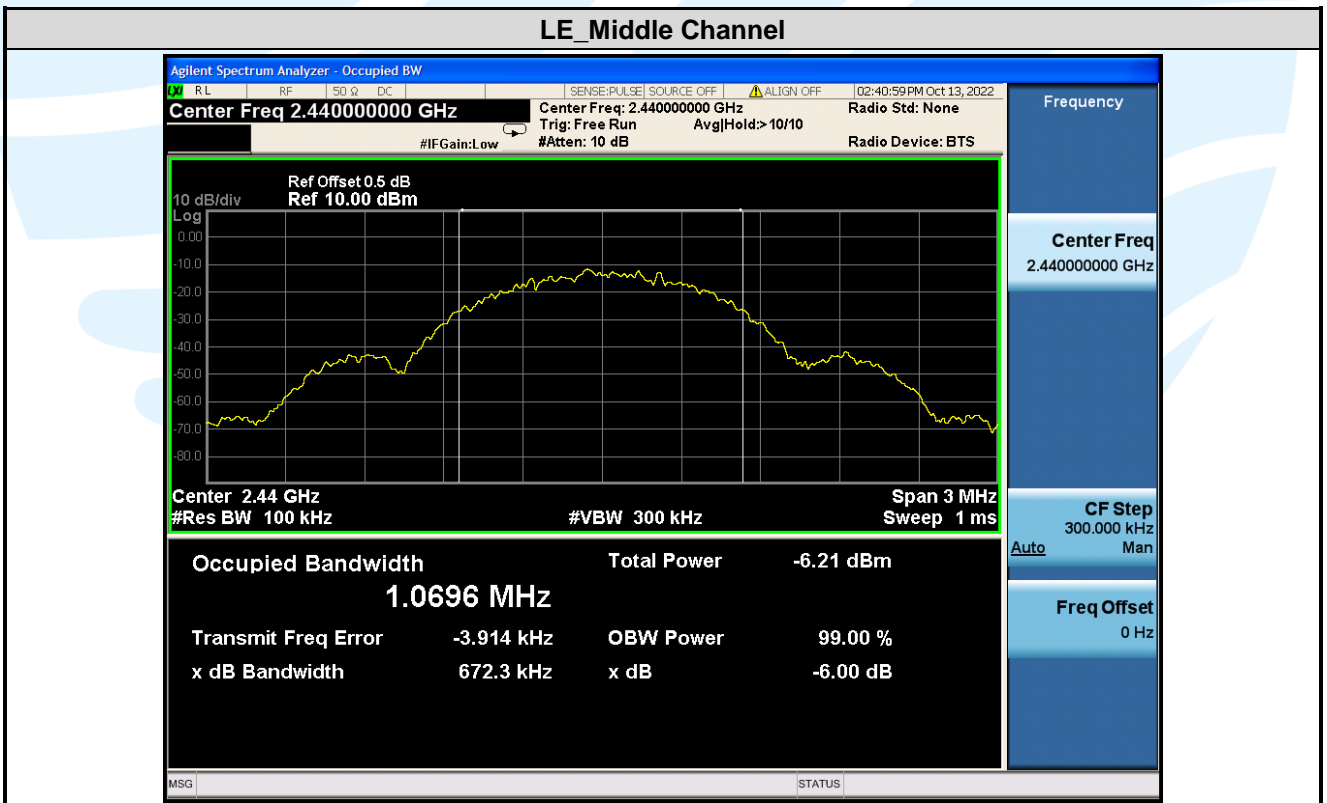 LE_Middle Channel
Agilent Spectrum Analyzer - Occupied BW
LXI RL RF 50 Ω DC SENSE:PULSE SOURCE OFF ALIGN OFF 02:40:59 PM Oct 13, 2022
Center Freq 2.440000000 GHz
Center Freq: 2.440000000 GHz
Radio Std: None
Trig: Free Run
Avg|Hold:>10/10
#IFGain:Low
#Atten: 10 dB
Radio Device: BTS
Ref Offset 0.5 dB
10 dB/div
Ref 10.00 dBm
Log
0.00
-10.0
-20.0
-30.0
-40.0
-50.0
-60.0
-70.0
-80.0
Center 2.44 GHz
Span 3 MHz
#Res BW 100 kHz
#VBW 300 kHz
Sweep 1 ms
Occupied Bandwidth
Total Power -6.21 dBm
1.0696 MHz
Transmit Freq Error -3.914 kHz
OBW Power 99.00 %
x dB Bandwidth 672.3 kHz
x dB -6.00 dB
MSG
STATUS
Frequency
Center Freq
2.440000000 GHz
CF Step
300.000 kHz
Auto Man
Freq Offset
0 Hz